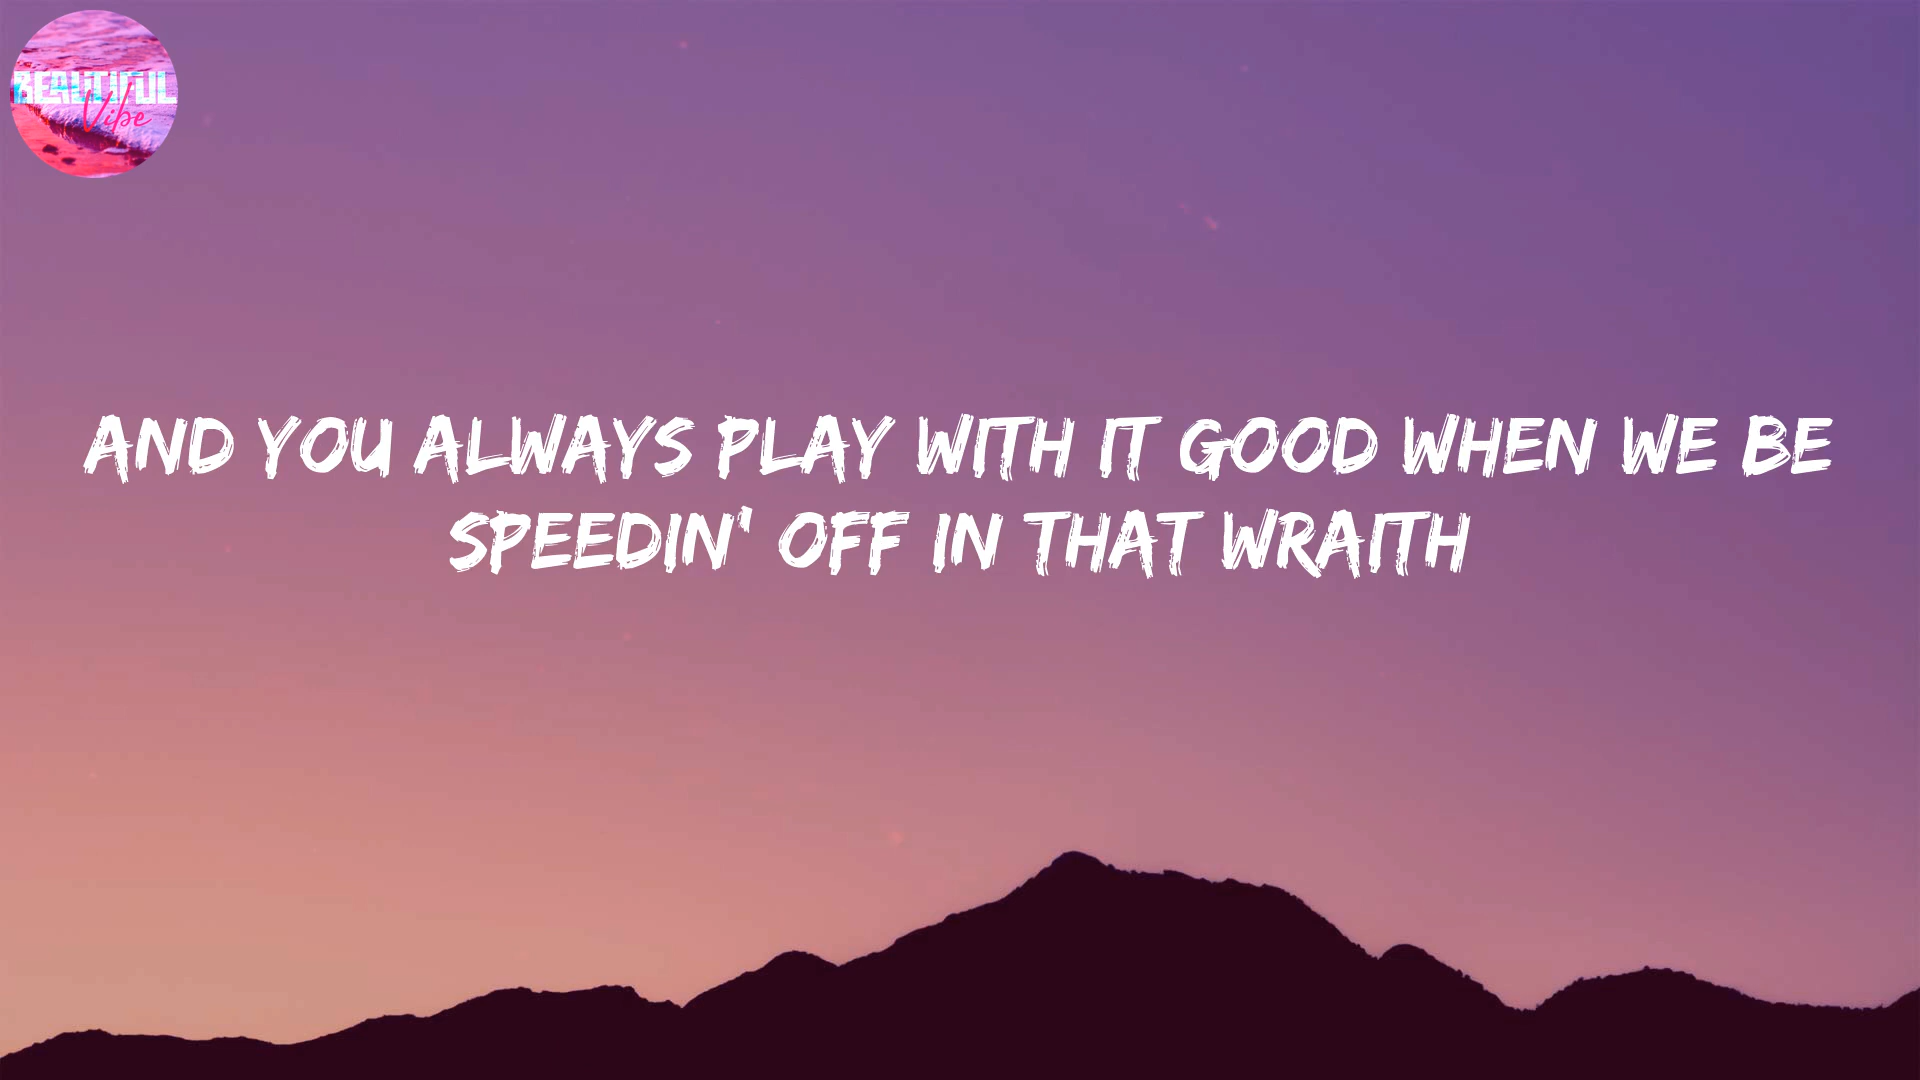 BEAUTIFUL
Vibe
AND YOU ALWAYS PLAY WITH IT GOOD WHEN WE BE
SPEEDIN' OFF IN THAT WRAITH